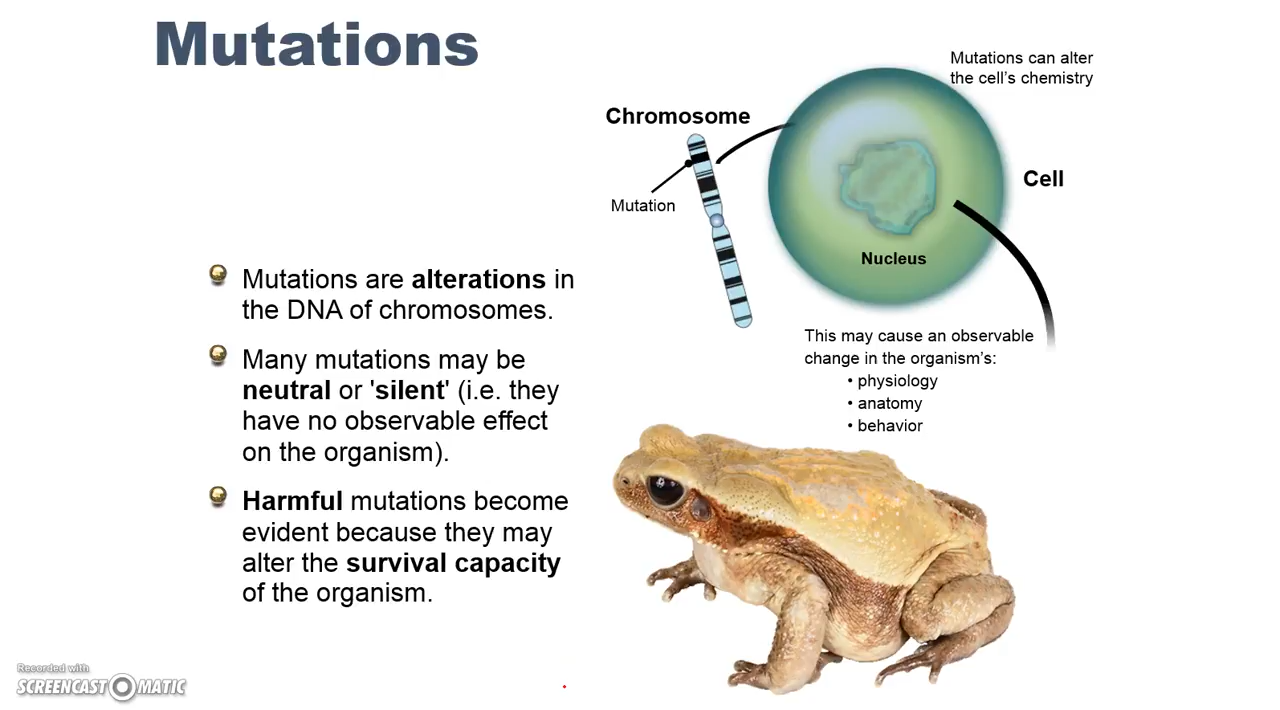 Mutations
Mutations can alter
the cell's chemistry
Chromosome
Mutation
Cell
Nucleus
Mutations are alterations in
the DNA of chromosomes.
Many mutations may be
neutral or 'silent' (i.e. they
have no observable effect
on the organism).
Harmful mutations become
evident because they may
alter the survival capacity
of the organism.
This may cause an observable
change in the organism's:
• physiology
• anatomy
• behavior
Recorded with
SCREENCAST MATIC